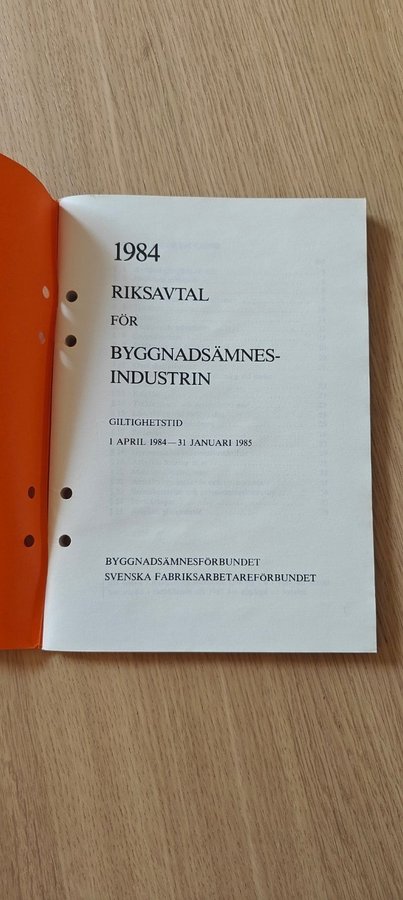 1984
RIKSAVTAL
FÖR
BYGGNADSÄMNES-
INDUSTRIN
GILTIGHETSTID
1 APRIL 1984—31 JANUARI 1985
BYGGNADSÄMNESFÖRBUNDET
SVENSKA FABRIKSARBETAREFÖRBUNDET